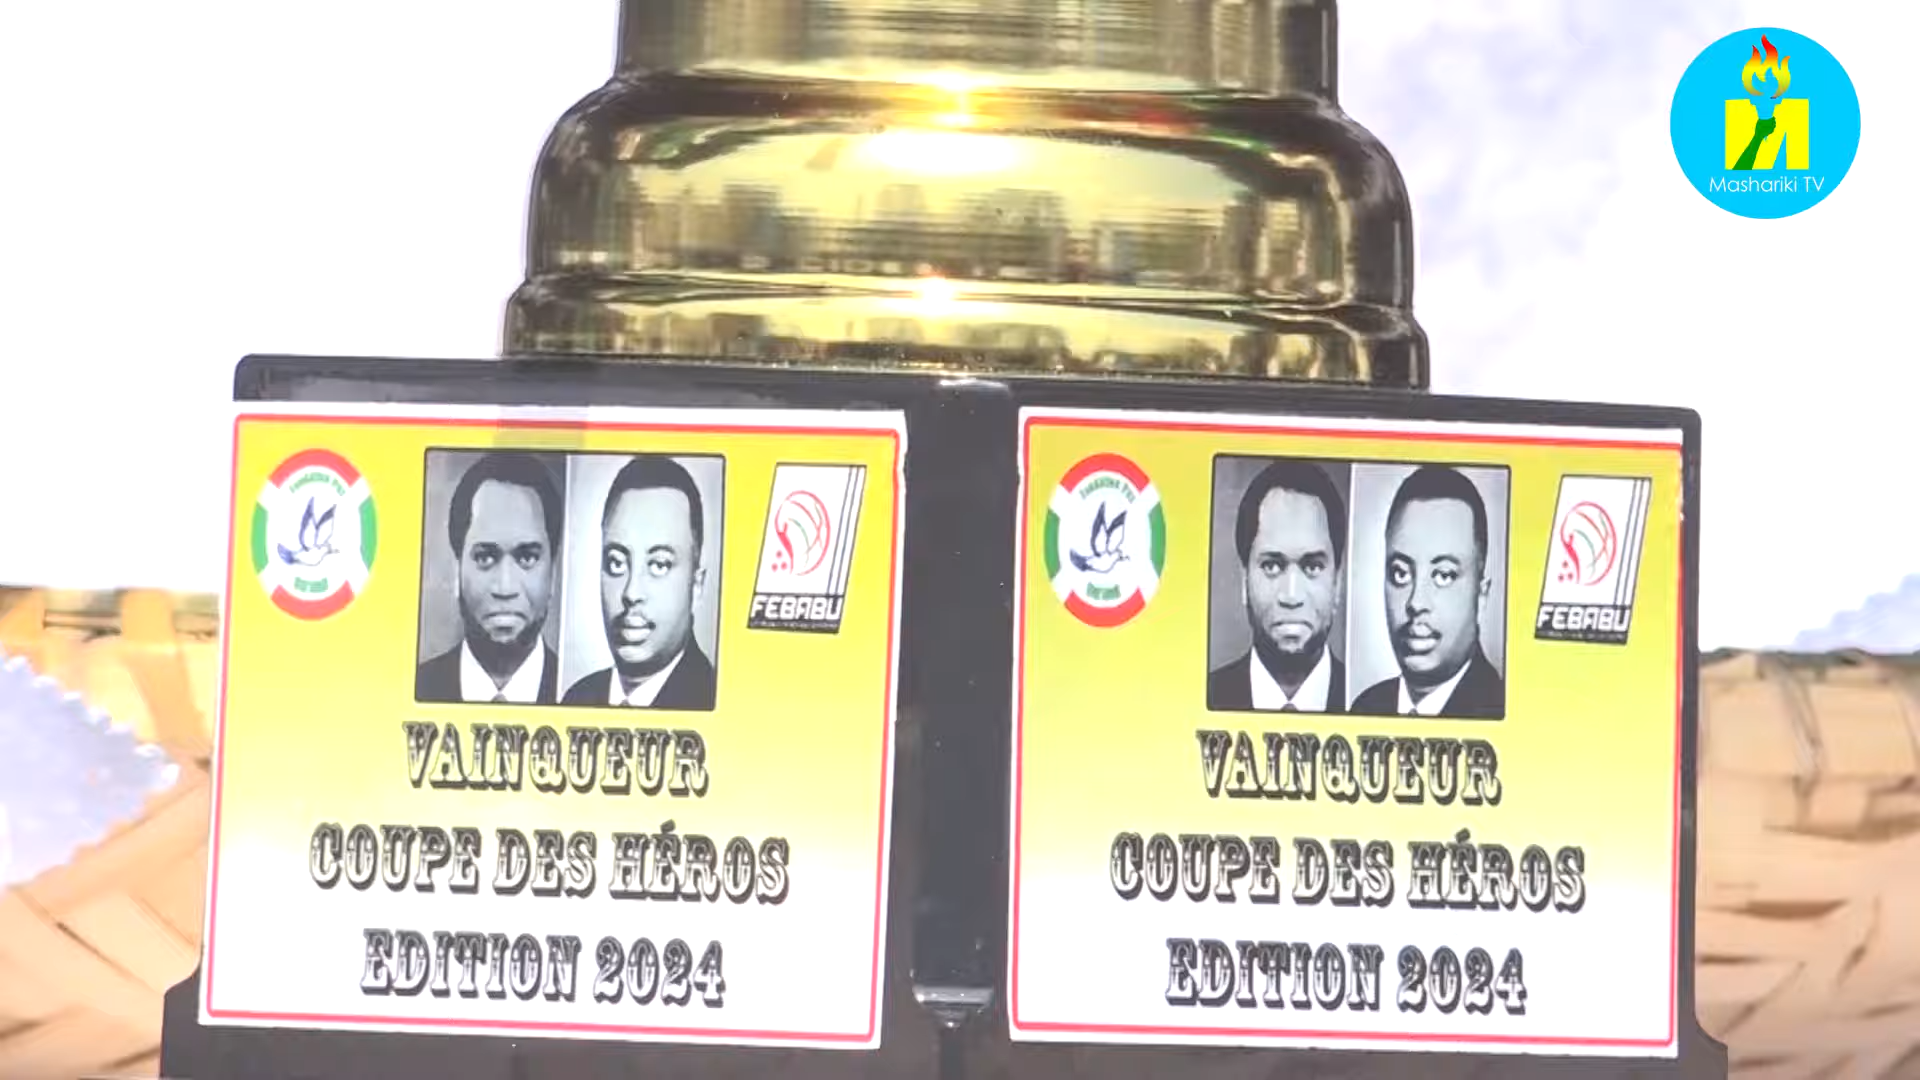 Mashariki TV
FEBABU
VAINQUEUR
COUPE DES HÉROS
EDITION 2024
FEBABU
VAINQUEUR
COUPE DES HÉROS
EDITION 2024